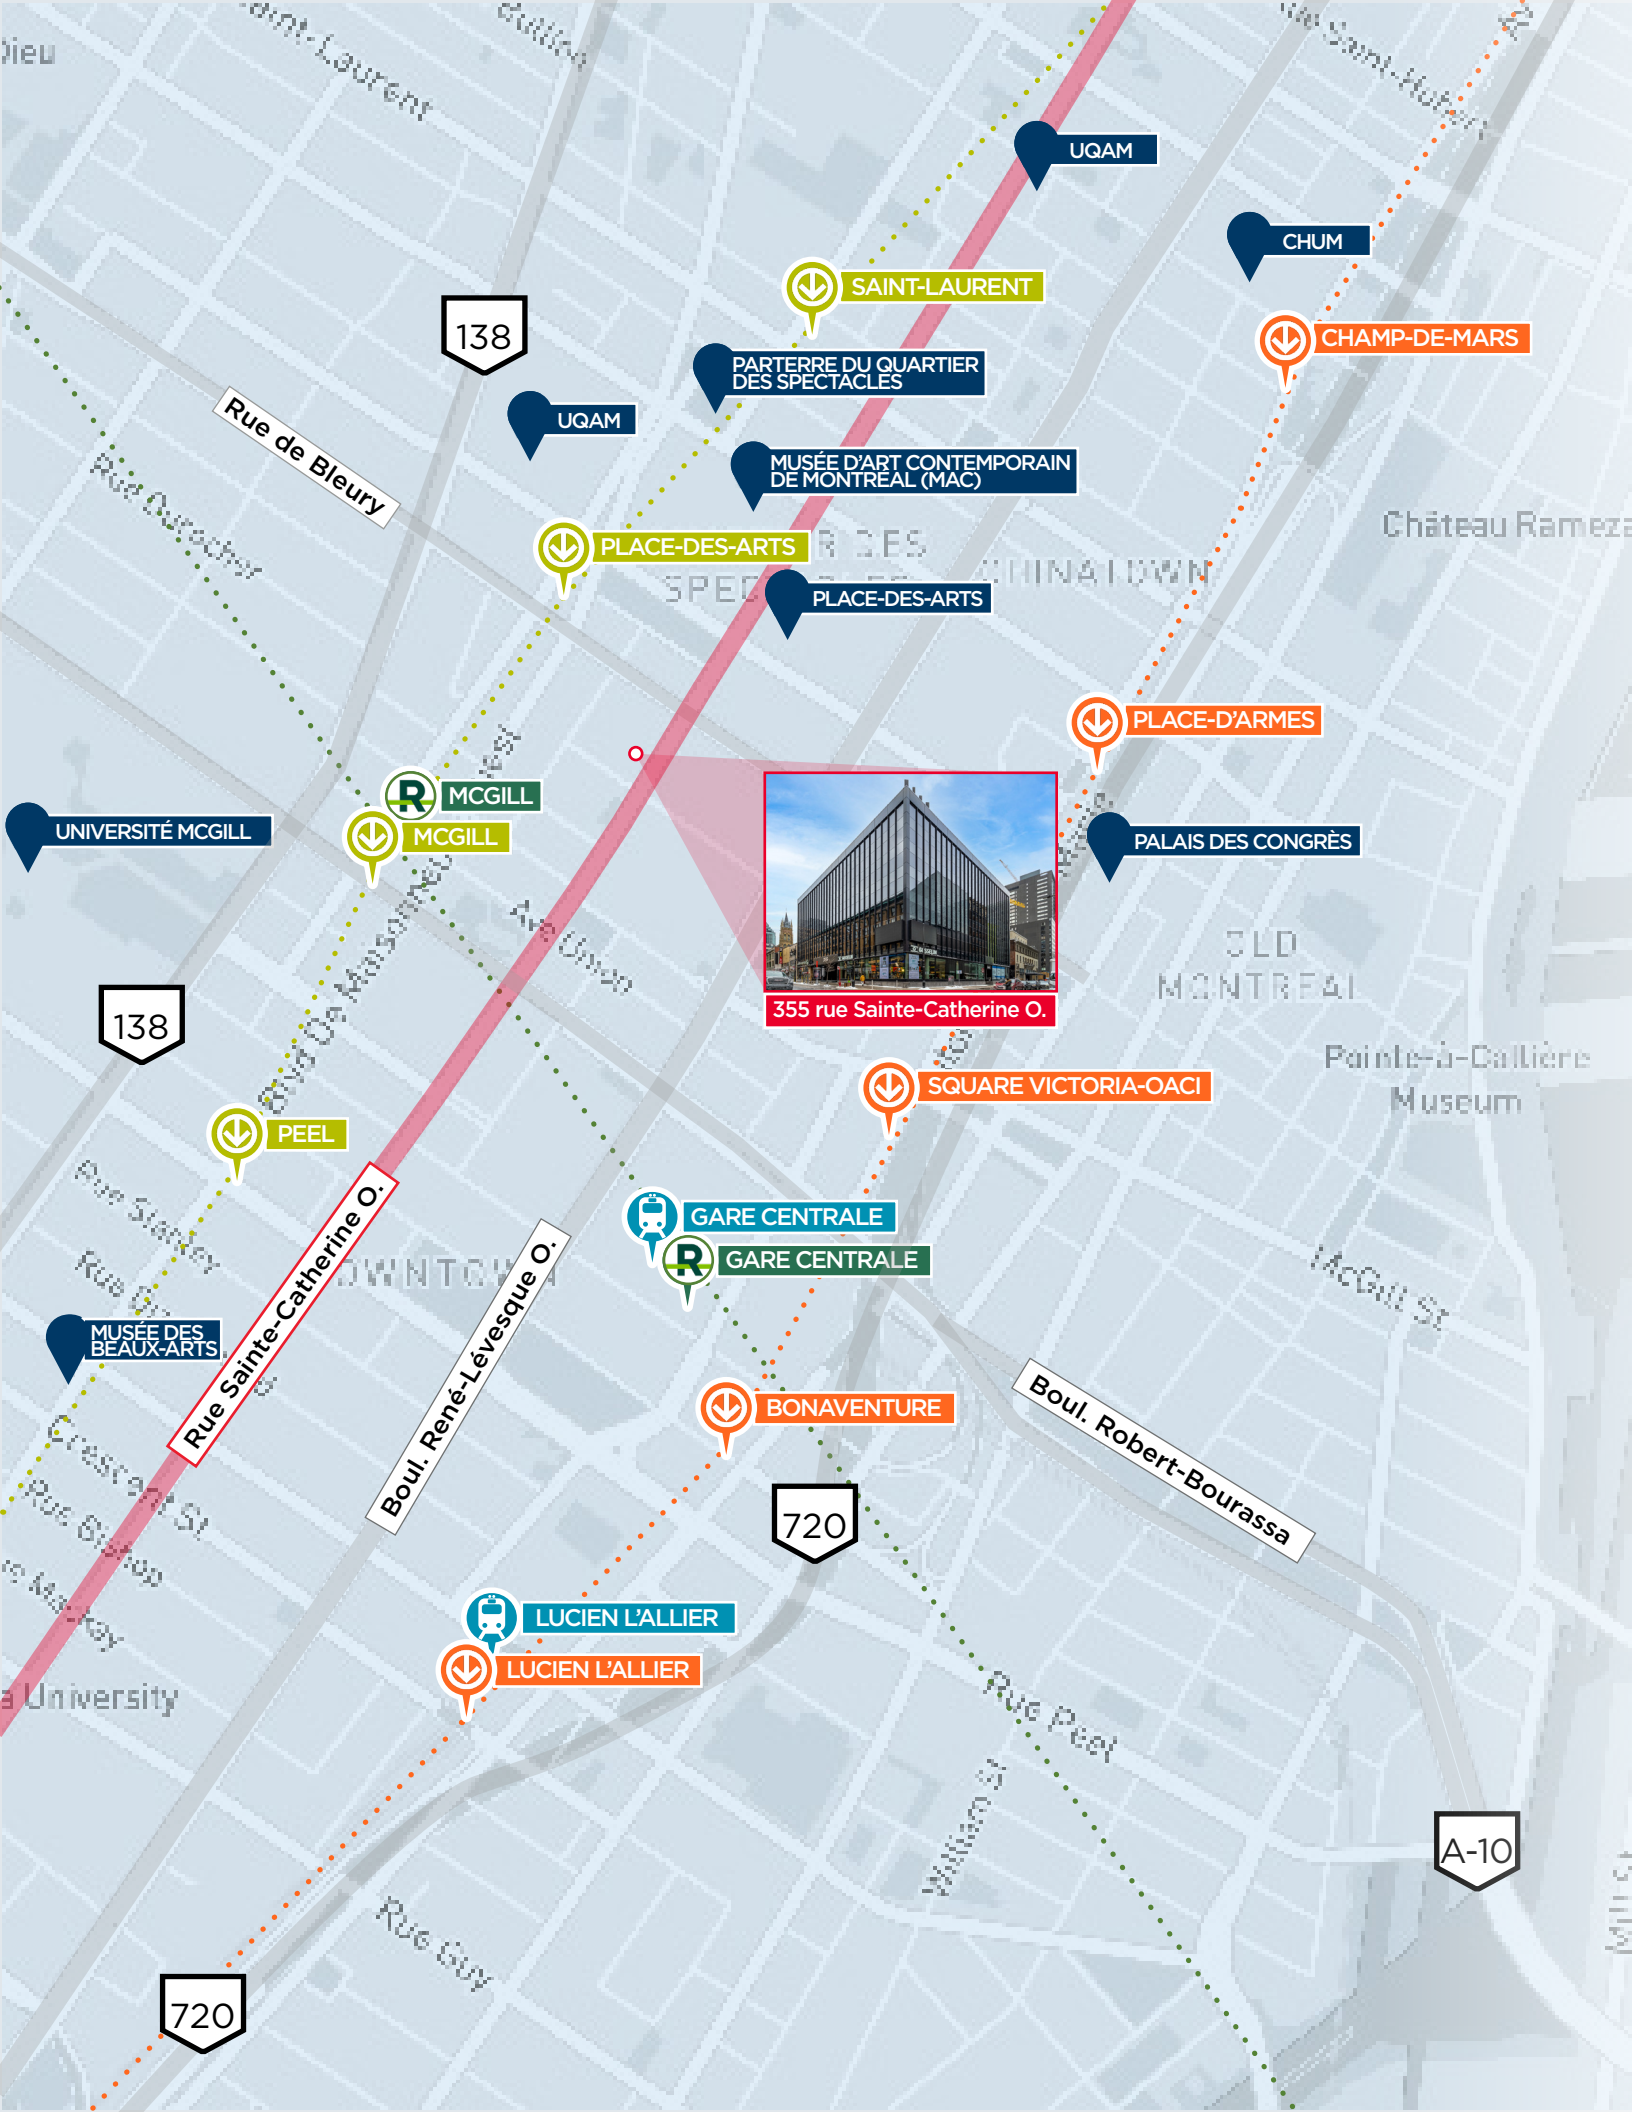 Dieu
UQAM
CHUM
SAINT-LAURENT
138
CHAMP-DE-MARS
PARTERRE DU QUARTIER
DES SPECTACLES
Rue de Bleury
UQAM
MUSÉE D'ART CONTEMPORAIN
DE MONTRÉAL (MAC)
Rue Durocher
Château Rameza
PLACE-DES-ARTS
CHINATOWN
PLACE-DES-ARTS
PLACE-D'ARMES
R
MCGILL
UNIVERSITÉ MCGILL
MCGILL
PALAIS DES CONGRÈS
Ave Union
OLD
MONTREAL
355 rue Sainte-Catherine O.
138
Pointe-à-Callière
Museum
SQUARE VICTORIA-OACI
PEEL
Rue Stanley
GARE CENTRALE
R
GARE CENTRALE
Rue Sainte-Catherine O.
DOWNTOWN
Boul. René-Lévesque O.
McGill St
MUSÉE DES
BEAUX-ARTS
BONAVENTURE
Boul. Robert-Bourassa
Crescent St
Rue Bishop
720
LUCIEN L'ALLIER
LUCIEN L'ALLIER
a University
Rue Peel
A-10
Rue Guy
720